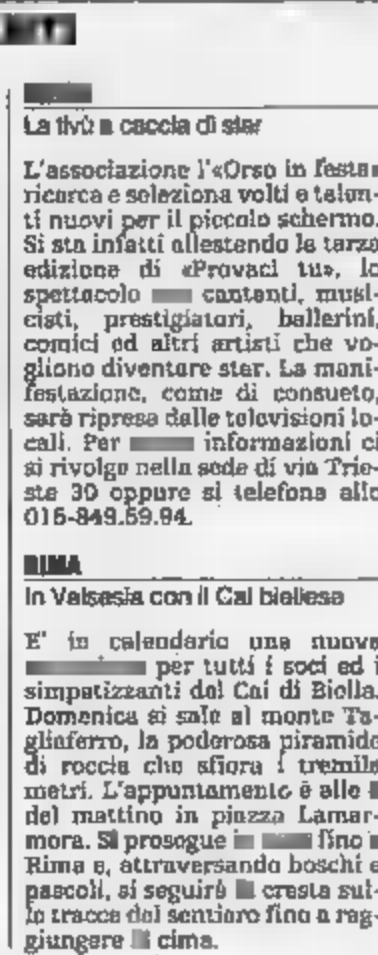 La tivù a caccia di star
L'associazione l'«Orso in festa»
ricerca e seleziona volti e talen-
ti nuovi per il piccolo schermo.
Si sta infatti allestendo la terza
edizione di «Provaci tu», lo
spettacolo cantanti, musi-
cisti, prestigiatori, ballerini,
comici ed altri artisti che vo-
gliono diventare star. La mani-
festazione, come di consueto,
sarà ripresa dalle televisioni lo-
cali. Per informazioni ci
si rivolge nella sede di via Trie-
ste 30 oppure si telefona allo
015-849.59.94.
RIMA
In Valsesia con il Cai biellese
E' in calendario una nuova
per tutti i soci ed i
simpatizzanti del Cai di Biella.
Domenica si sale al monte Ta-
gliaferro, la poderosa piramide
di roccia che sfiora i tremila
metri. L'appuntamento è alle
del mattino in piazza Lamar-
mora. Si prosegue fino
Rima e, attraversando boschi e
pascoli, si seguirà cresta sul-
le tracce del sentiero fino a rag-
giungere cima.